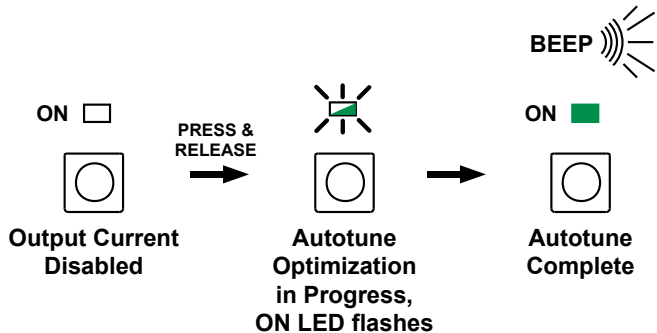 BEEP
ON
PRESS &
RELEASE
ON
Output Current
Disabled
Autotune
Optimization
in Progress,
ON LED flashes
Autotune
Complete